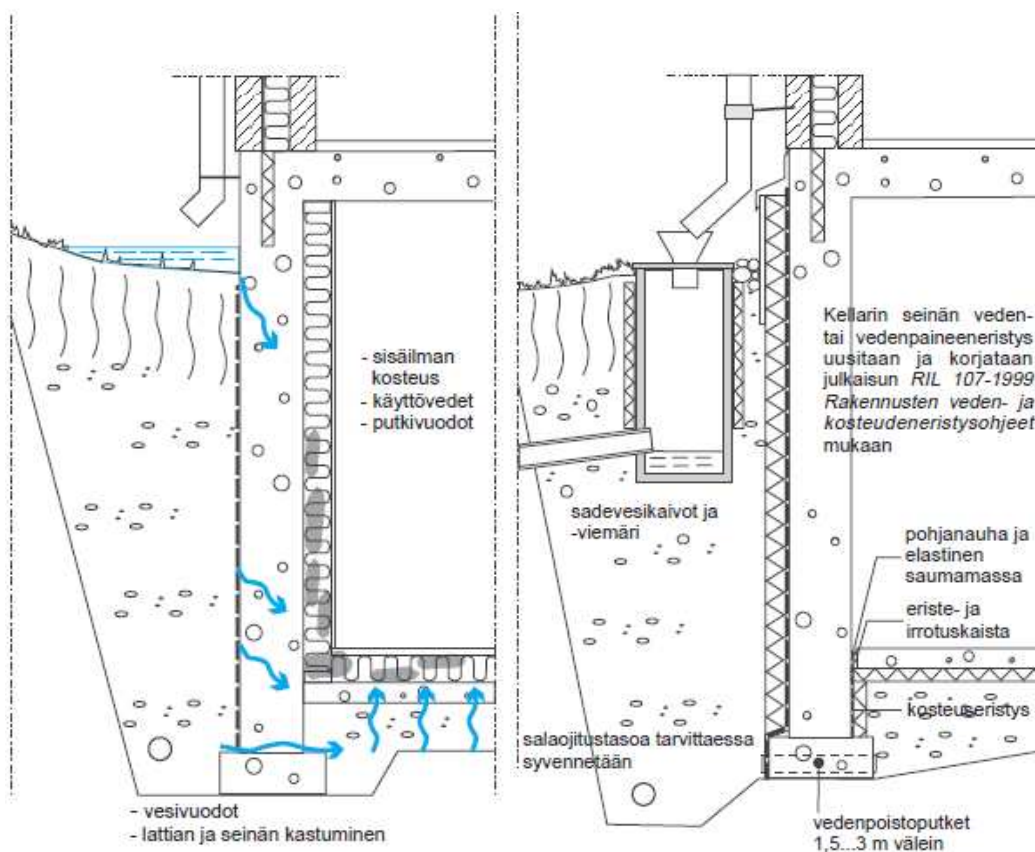 - sisäilman
kosteus
- käyttövedet
- putkivuodot
- vesivuodot
- lattian ja seinän kastuminen
Kellarin seinän veden-
tai vedenpaineeneristys
uusitaan ja korjataan
julkaisun RIL 107-1999
Rakennusten veden- ja
kosteudeneristysohjeet
mukaan
sadevesikaivot ja
-viemäri
pohjanauha ja
elastinen
saumamassa
eriste- ja
irrotuskaista
kosteuseristys
salaojitustasoa tarvittaessa
syvennetään
vedenpoistoputket
1,5...3 m välein